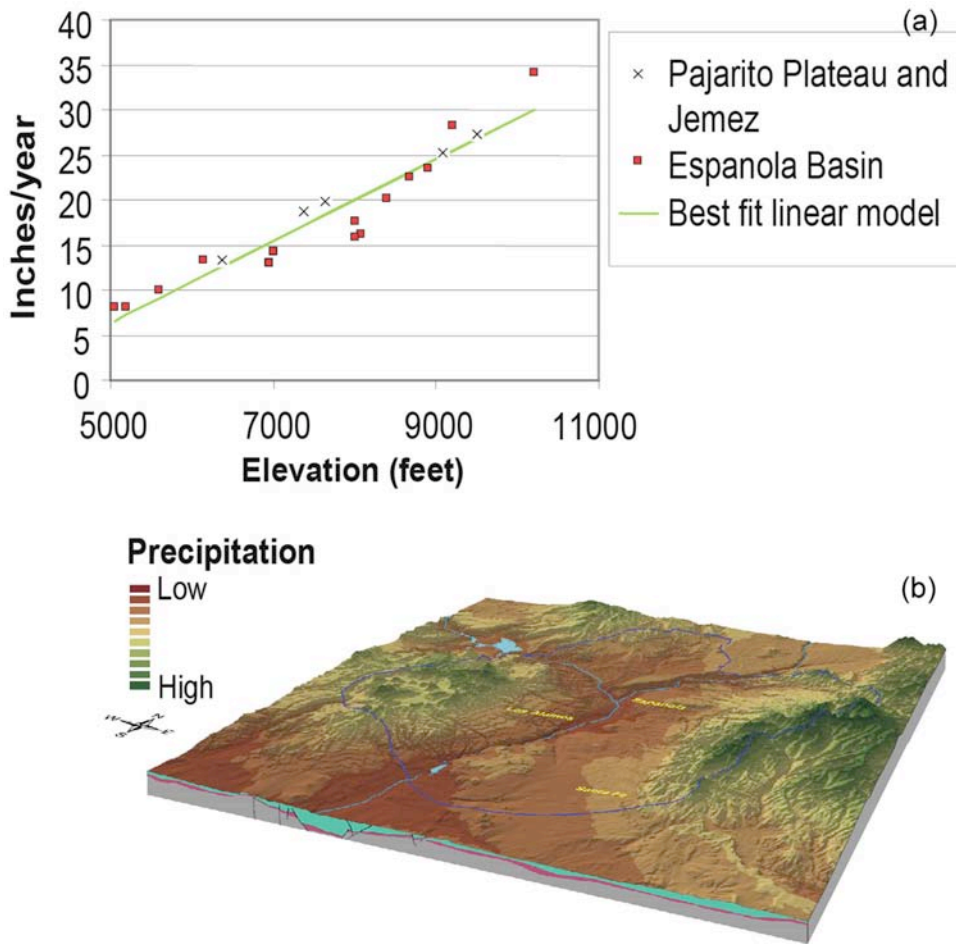 (a)
40
35
30
25
20
15
10
5
0
Inches/year
5000 7000 9000 11000
Elevation (feet)
Pajarito Plateau and
Jemez
Espanola Basin
Best fit linear model
Precipitation
Low
High
(b)
N
W
E
S
Los Alamos
Espanola
Santa Fe